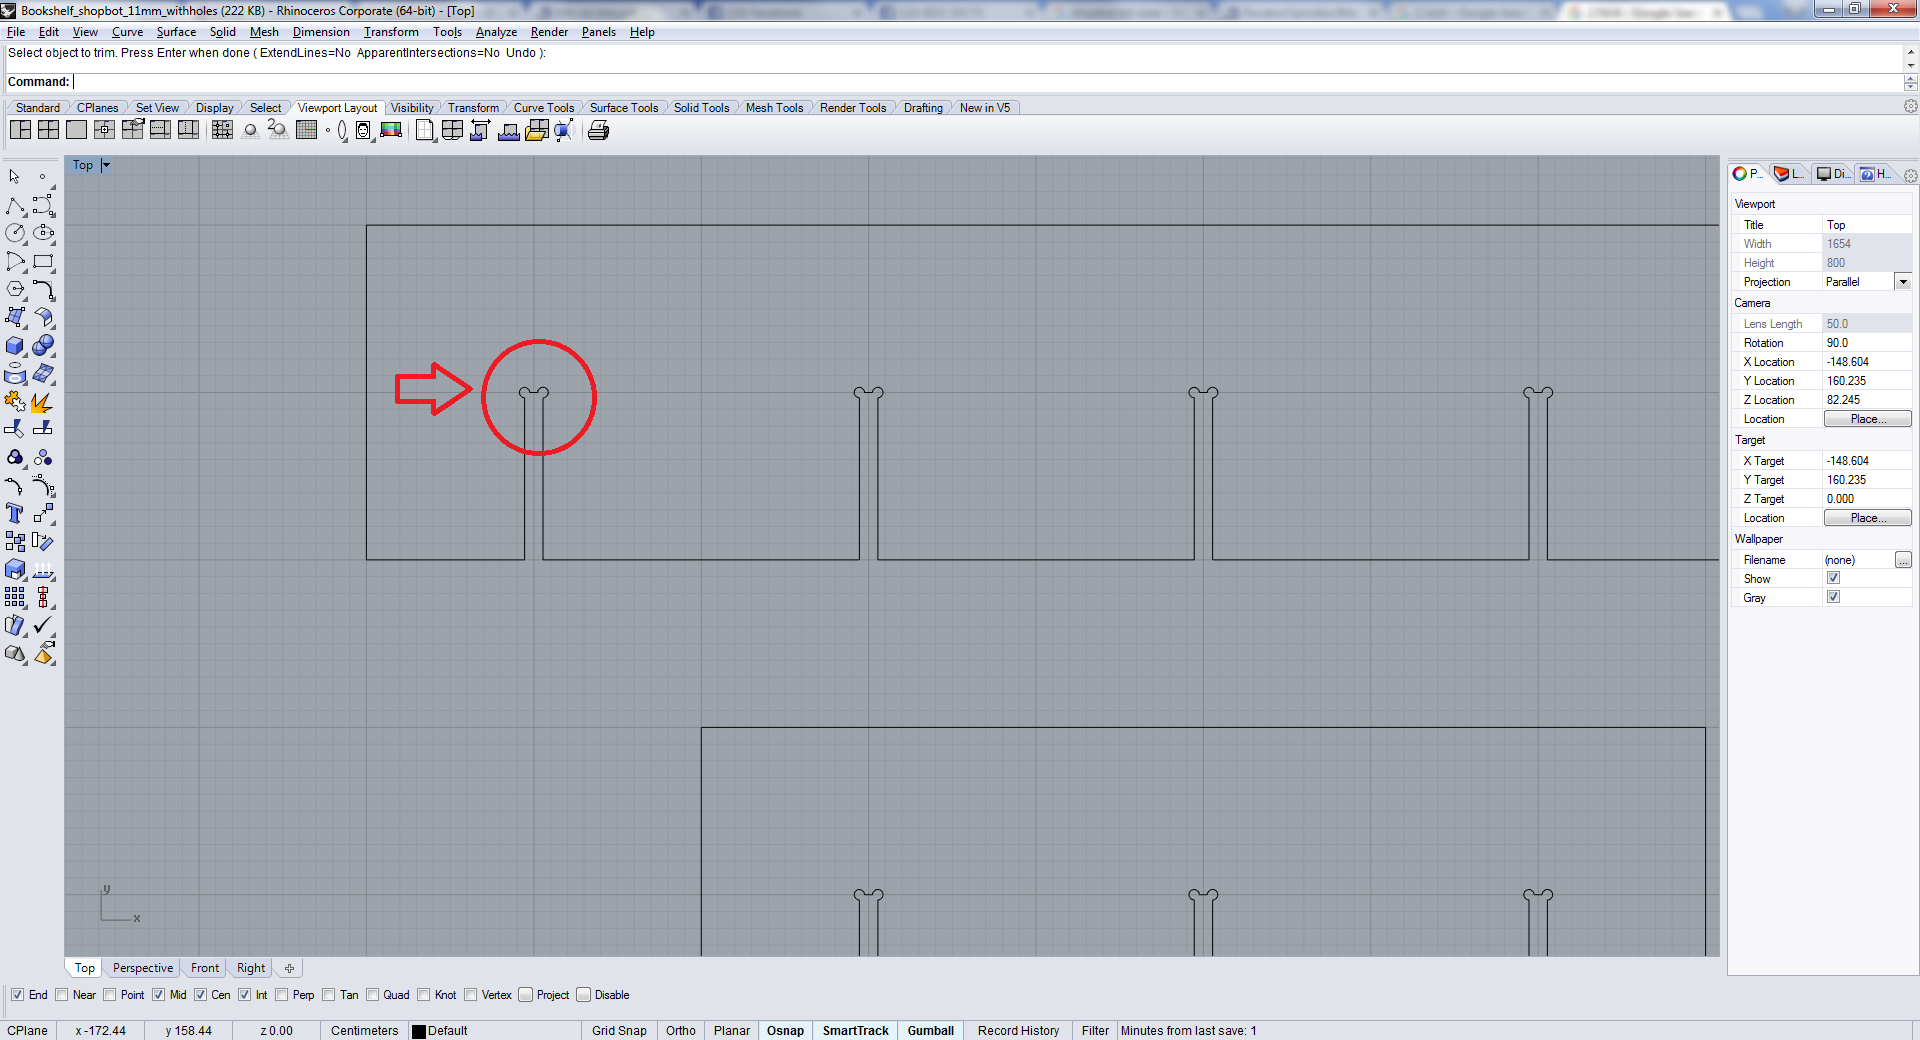 Bookshelf_shopbot_11mm_withholes (222 KB) - Rhinoceros Corporate (64-bit) - [Top]
File Edit View Curve Surface Solid Mesh Dimension Transform Tools Analyze Render Panels Help
Select object to trim. Press Enter when done ( ExtendLines=No ApparentIntersections=No Undo ):
Command:
Standard CPlanes Set View Display Select Viewport Layout Visibility Transform Curve Tools Surface Tools Solid Tools Mesh Tools Render Tools Drafting New in V5
Top
P... L... Di... H...
Viewport
Title Top
Width 1654
Height 800
Projection Parallel
Camera
Lens Length 50.0
Rotation 90.0
X Location -148.604
Y Location 160.235
Z Location 82.245
Location Place...
Target
X Target -148.604
Y Target 160.235
Z Target 0.000
Location Place...
Wallpaper
Filename (none) ...
Show
Gray
y
x
Top Perspective Front Right
End Near Point Mid Cen Int Perp Tan Quad Knot Vertex Project Disable
CPlane x -172.44 y 158.44 z 0.00 Centimeters Default Grid Snap Ortho Planar Osnap SmartTrack Gumball Record History Filter Minutes from last save: 1